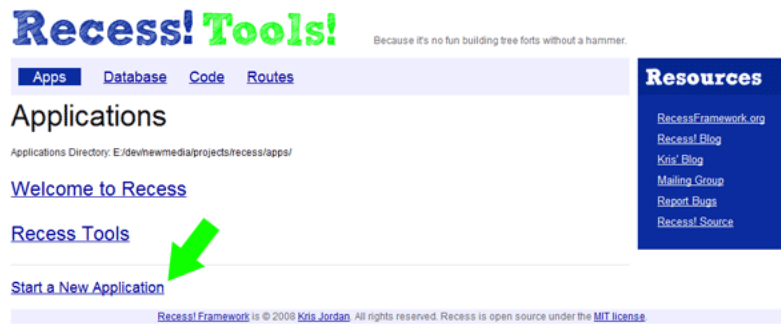 Recess! Tools!
Because it's no fun building tree forts without a hammer.
Apps Database Code Routes
Applications
Applications Directory: E:/dev/newmedia/projects/recess/apps/
Welcome to Recess
Recess Tools
Start a New Application
Resources
RecessFramework.org
Recess! Blog
Kris' Blog
Mailing Group
Report Bugs
Recess! Source
Recess! Framework is © 2008 Kris Jordan. All rights reserved. Recess is open source under the MIT license.